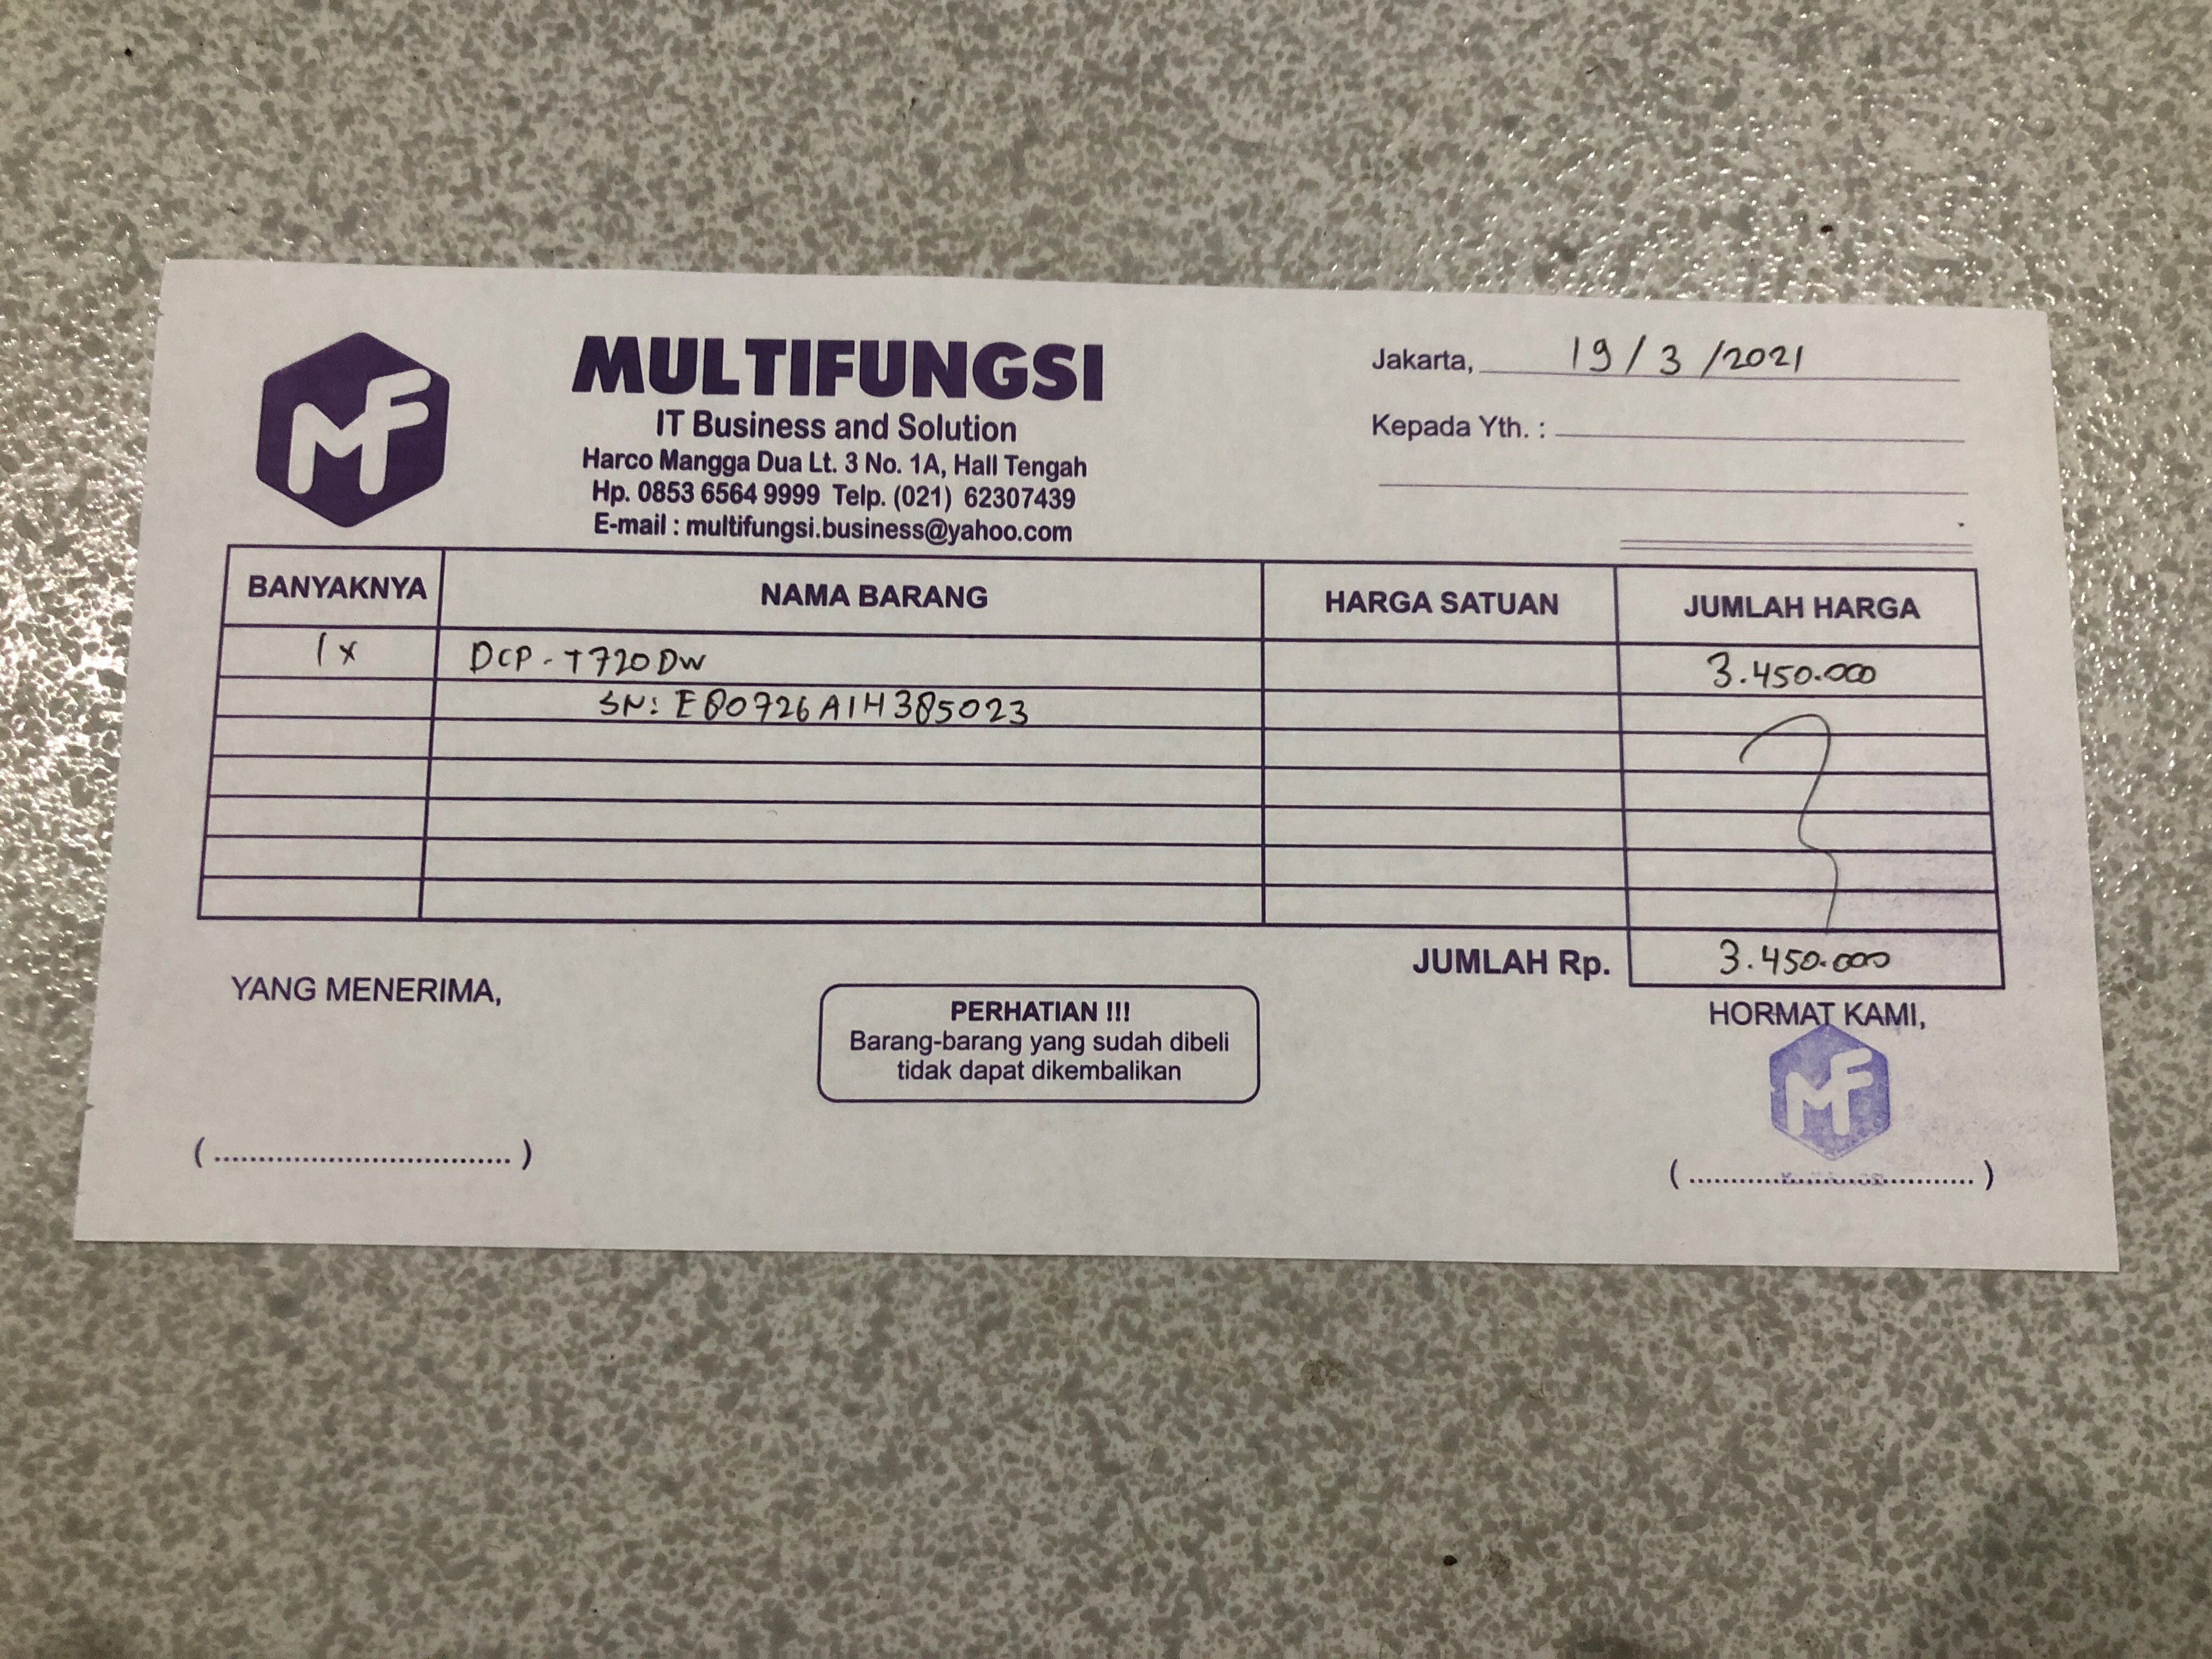 MF
MULTIFUNGSI
IT Business and Solution
Harco Mangga Dua Lt. 3 No. 1A, Hall Tengah
Hp. 0853 6564 9999 Telp. (021) 62307439
E-mail : multifungsi.business@yahoo.com
Jakarta, 19/3/2021
Kepada Yth. :
BANYAKNYA NAMA BARANG HARGA SATUAN JUMLAH HARGA
1x DCP-T720DW 3.450.000
SN: E80726A1H385023
JUMLAH Rp. 3.450.000
YANG MENERIMA,
PERHATIAN !!!
Barang-barang yang sudah dibeli
tidak dapat dikembalikan
HORMAT KAMI,
MF
(..................................)
(..................................)